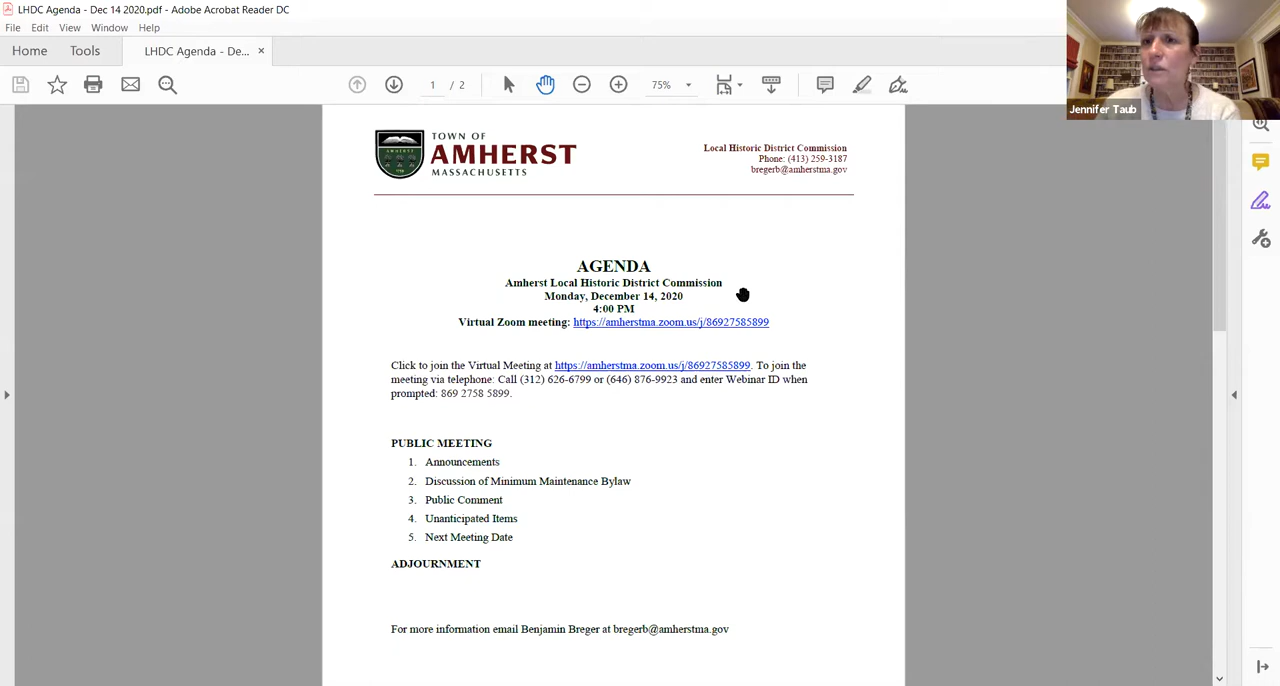 LHDC Agenda - Dec 14 2020.pdf - Adobe Acrobat Reader DC
File Edit View Window Help
Home Tools LHDC Agenda - De... ×
1 / 2 75%
Jennifer Taub
TOWN OF
AMHERST
MASSACHUSETTS
Local Historic District Commission
Phone: (413) 259-3187
bregerb@amherstma.gov
AGENDA
Amherst Local Historic District Commission
Monday, December 14, 2020
4:00 PM
Virtual Zoom meeting: https://amherstma.zoom.us/j/86927585899
Click to join the Virtual Meeting at https://amherstma.zoom.us/j/86927585899. To join the
meeting via telephone: Call (312) 626-6799 or (646) 876-9923 and enter Webinar ID when
prompted: 869 2758 5899.
PUBLIC MEETING
1. Announcements
2. Discussion of Minimum Maintenance Bylaw
3. Public Comment
4. Unanticipated Items
5. Next Meeting Date
ADJOURNMENT
For more information email Benjamin Breger at bregerb@amherstma.gov